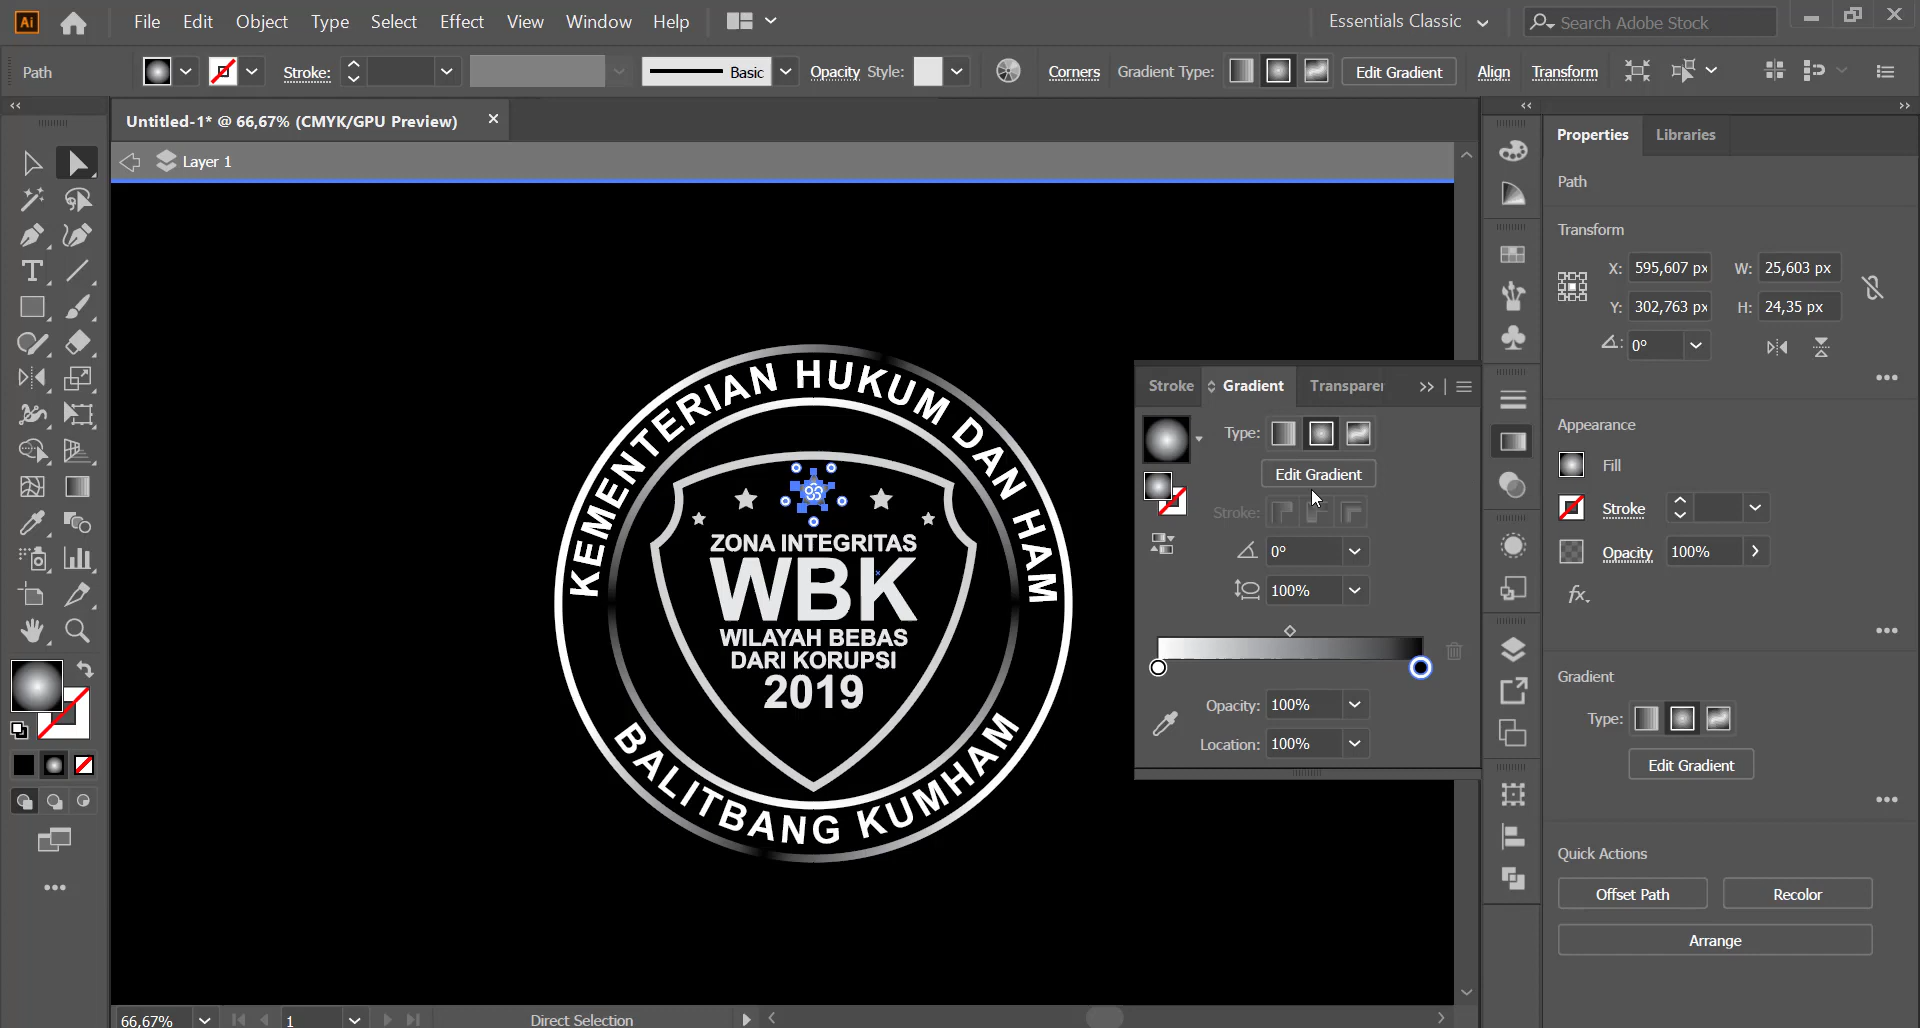 Ai File Edit Object Type Select Effect View Window Help Essentials Classic Search Adobe Stock
Path Stroke: Basic Opacity Style: Corners Gradient Type: Edit Gradient Align Transform
Untitled-1* @ 66,67% (CMYK/GPU Preview)
Layer 1
KEMENTERIAN HUKUM DAN HAM
ZONA INTEGRITAS
WBK
WILAYAH BEBAS
DARI KORUPSI
2019
BALITBANG KUMHAM
Stroke Gradient Transparen
Type:
Edit Gradient
Stroke:
0°
100%
Opacity: 100%
Location: 100%
Properties Libraries
Path
Transform
X: 595,607 px W: 25,603 px
Y: 302,763 px H: 24,35 px
0°
Appearance
Fill
Stroke
Opacity 100%
fx.
Gradient
Type:
Edit Gradient
Quick Actions
Offset Path Recolor
Arrange
66,67% 1 Direct Selection